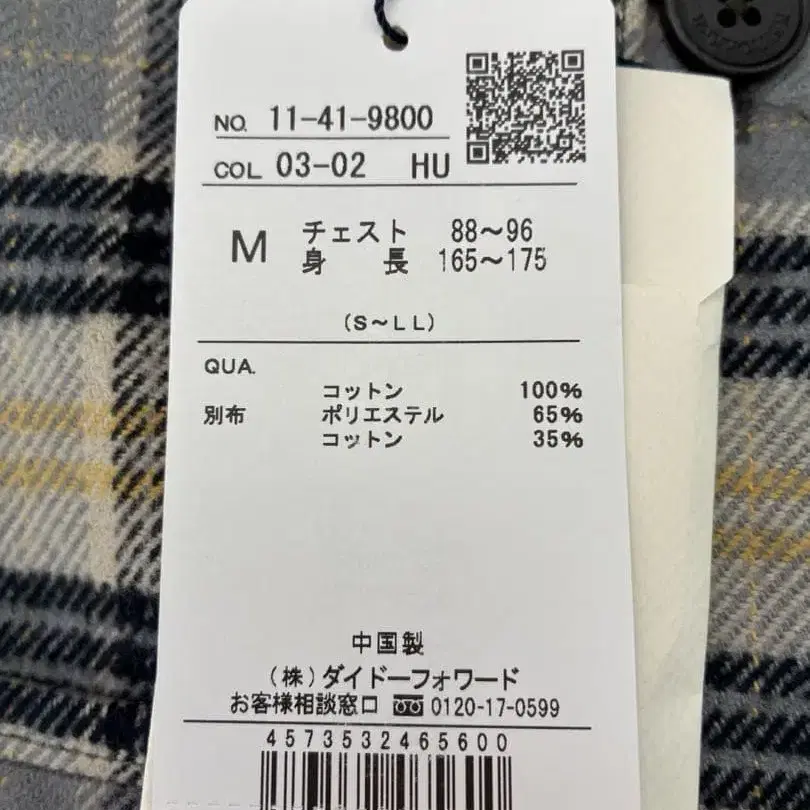 NO. 11-41-9800
COL 03-02 HU
M チェスト 88～96
身長 165～175
(S～LL)
QUA.
コットン 100%
別布 ポリエステル 65%
コットン 35%
中国製
(株)ダイドーフォワード
お客様相談窓口 0120-17-0599
4573532465600